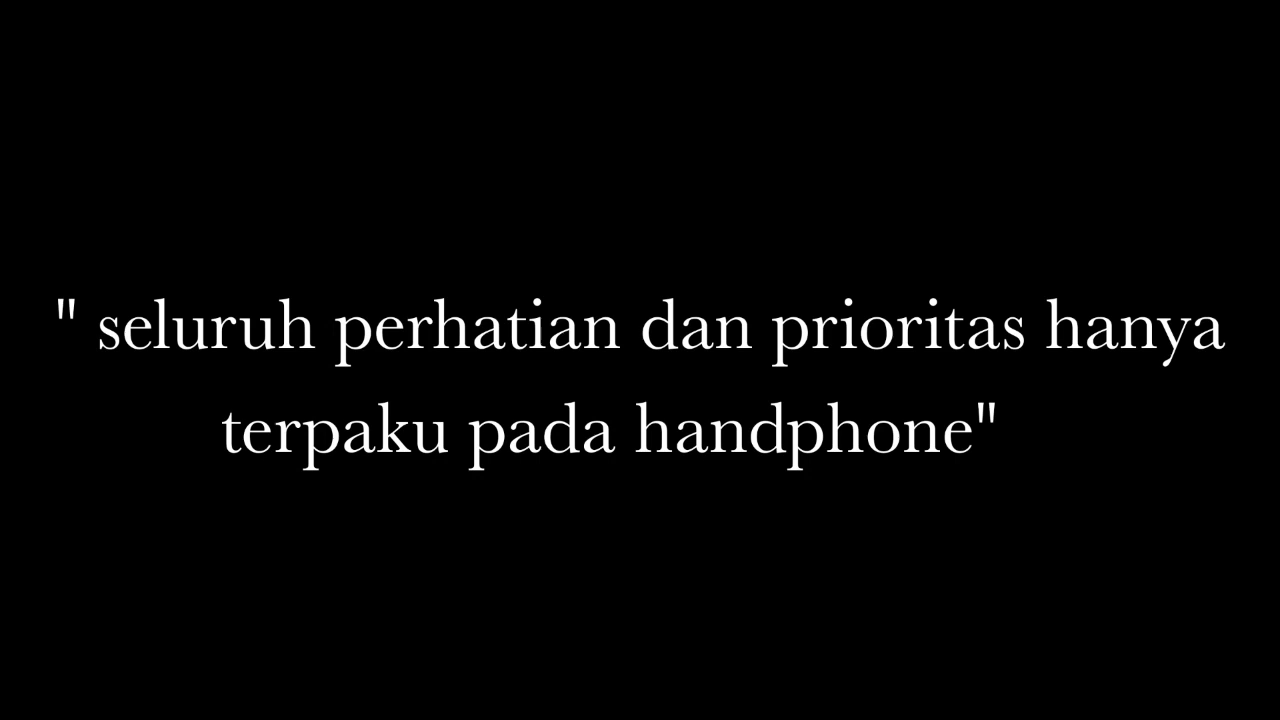 " seluruh perhatian dan prioritas hanya
terpaku pada handphone"